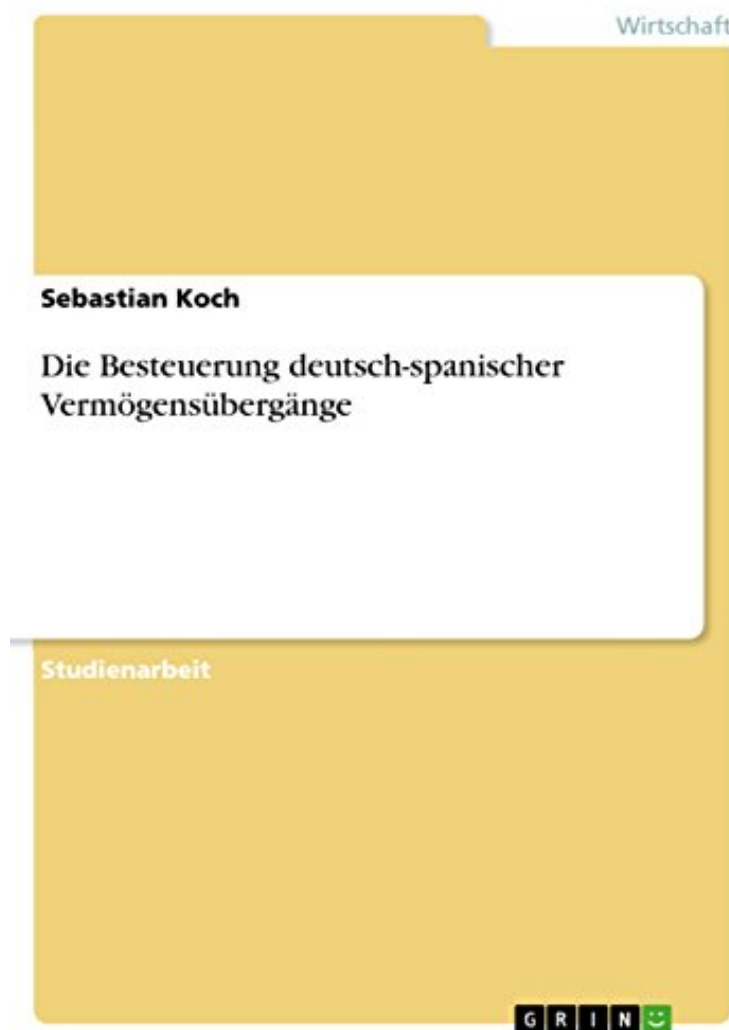 Wirtschaft
Sebastian Koch
Die Besteuerung deutsch-spanischer
Vermögensübergänge
Studienarbeit
GRIN